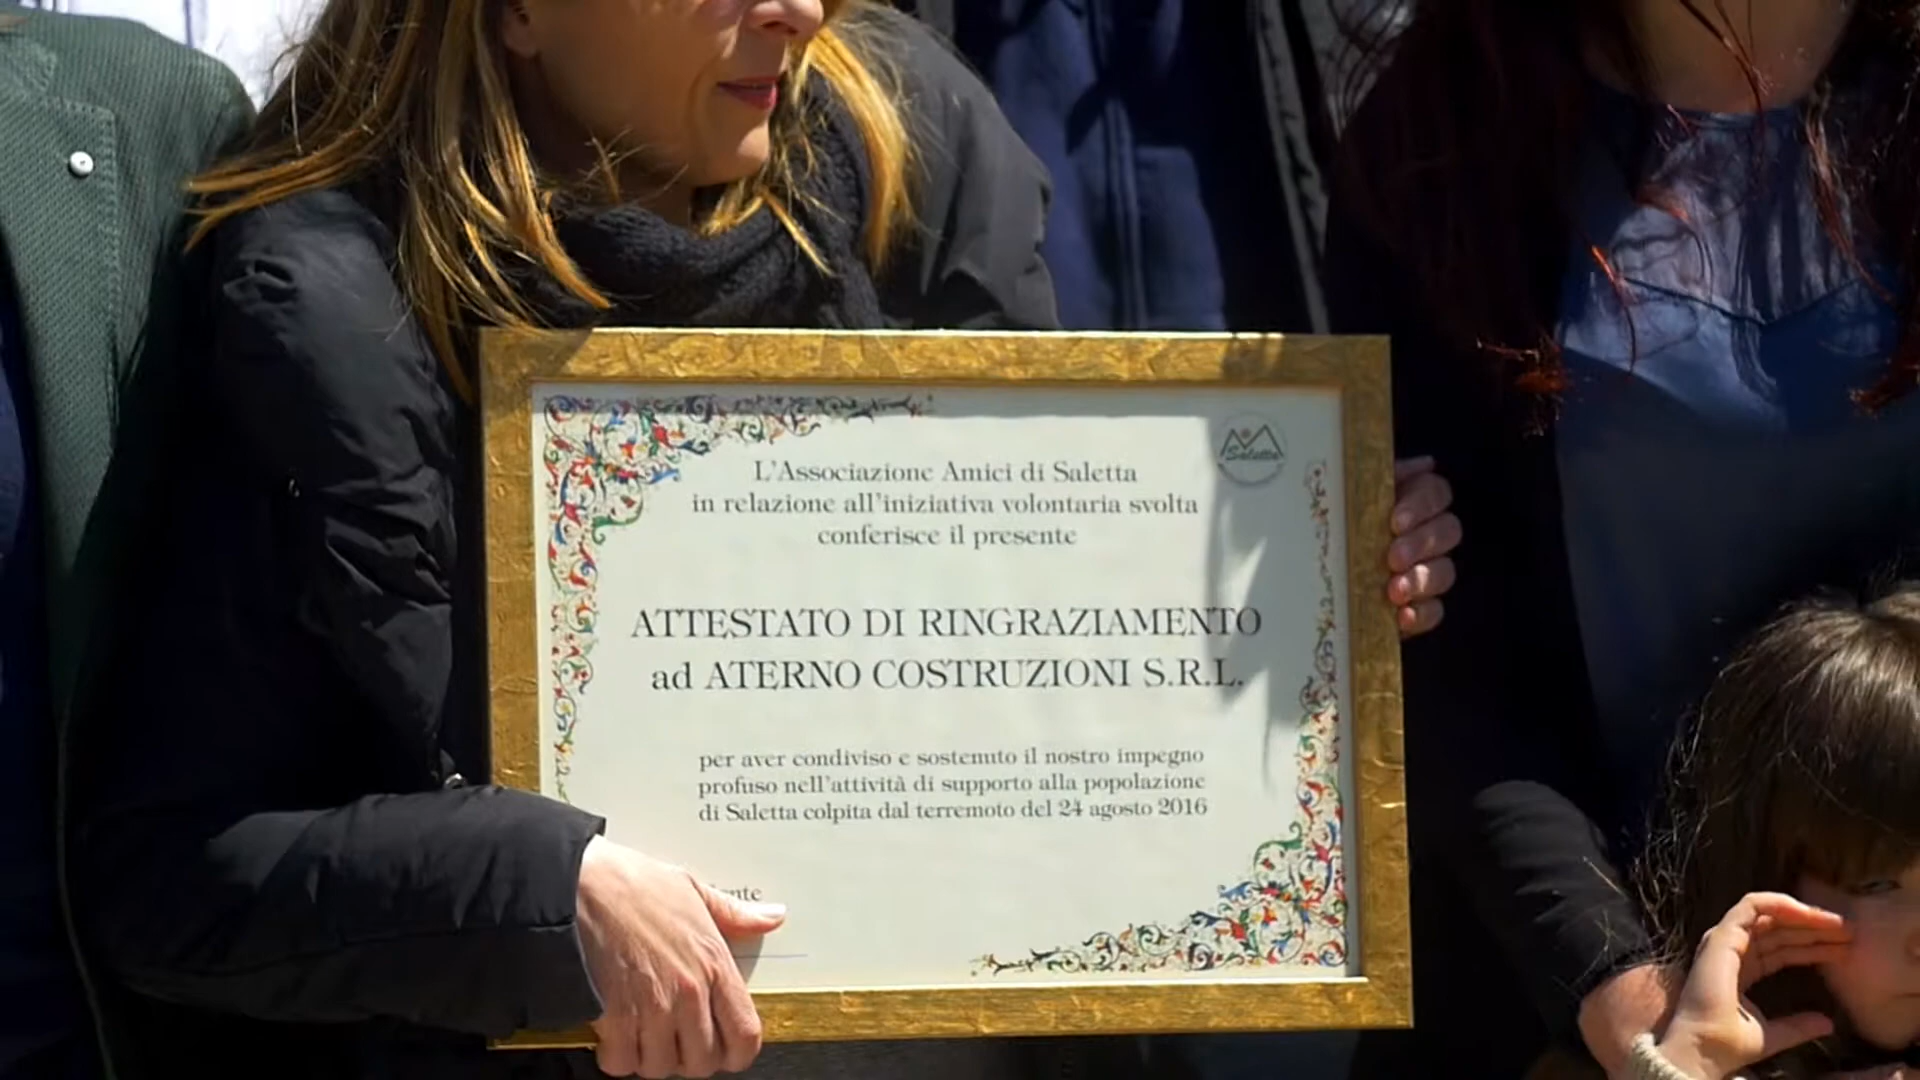 L'Associazione Amici di Saletta
in relazione all'iniziativa volontaria svolta
conferisce il presente
Saletta
ATTESTATO DI RINGRAZIAMENTO
ad ATERNO COSTRUZIONI S.R.L.
per aver condiviso e sostenuto il nostro impegno
profuso nell'attività di supporto alla popolazione
di Saletta colpita dal terremoto del 24 agosto 2016